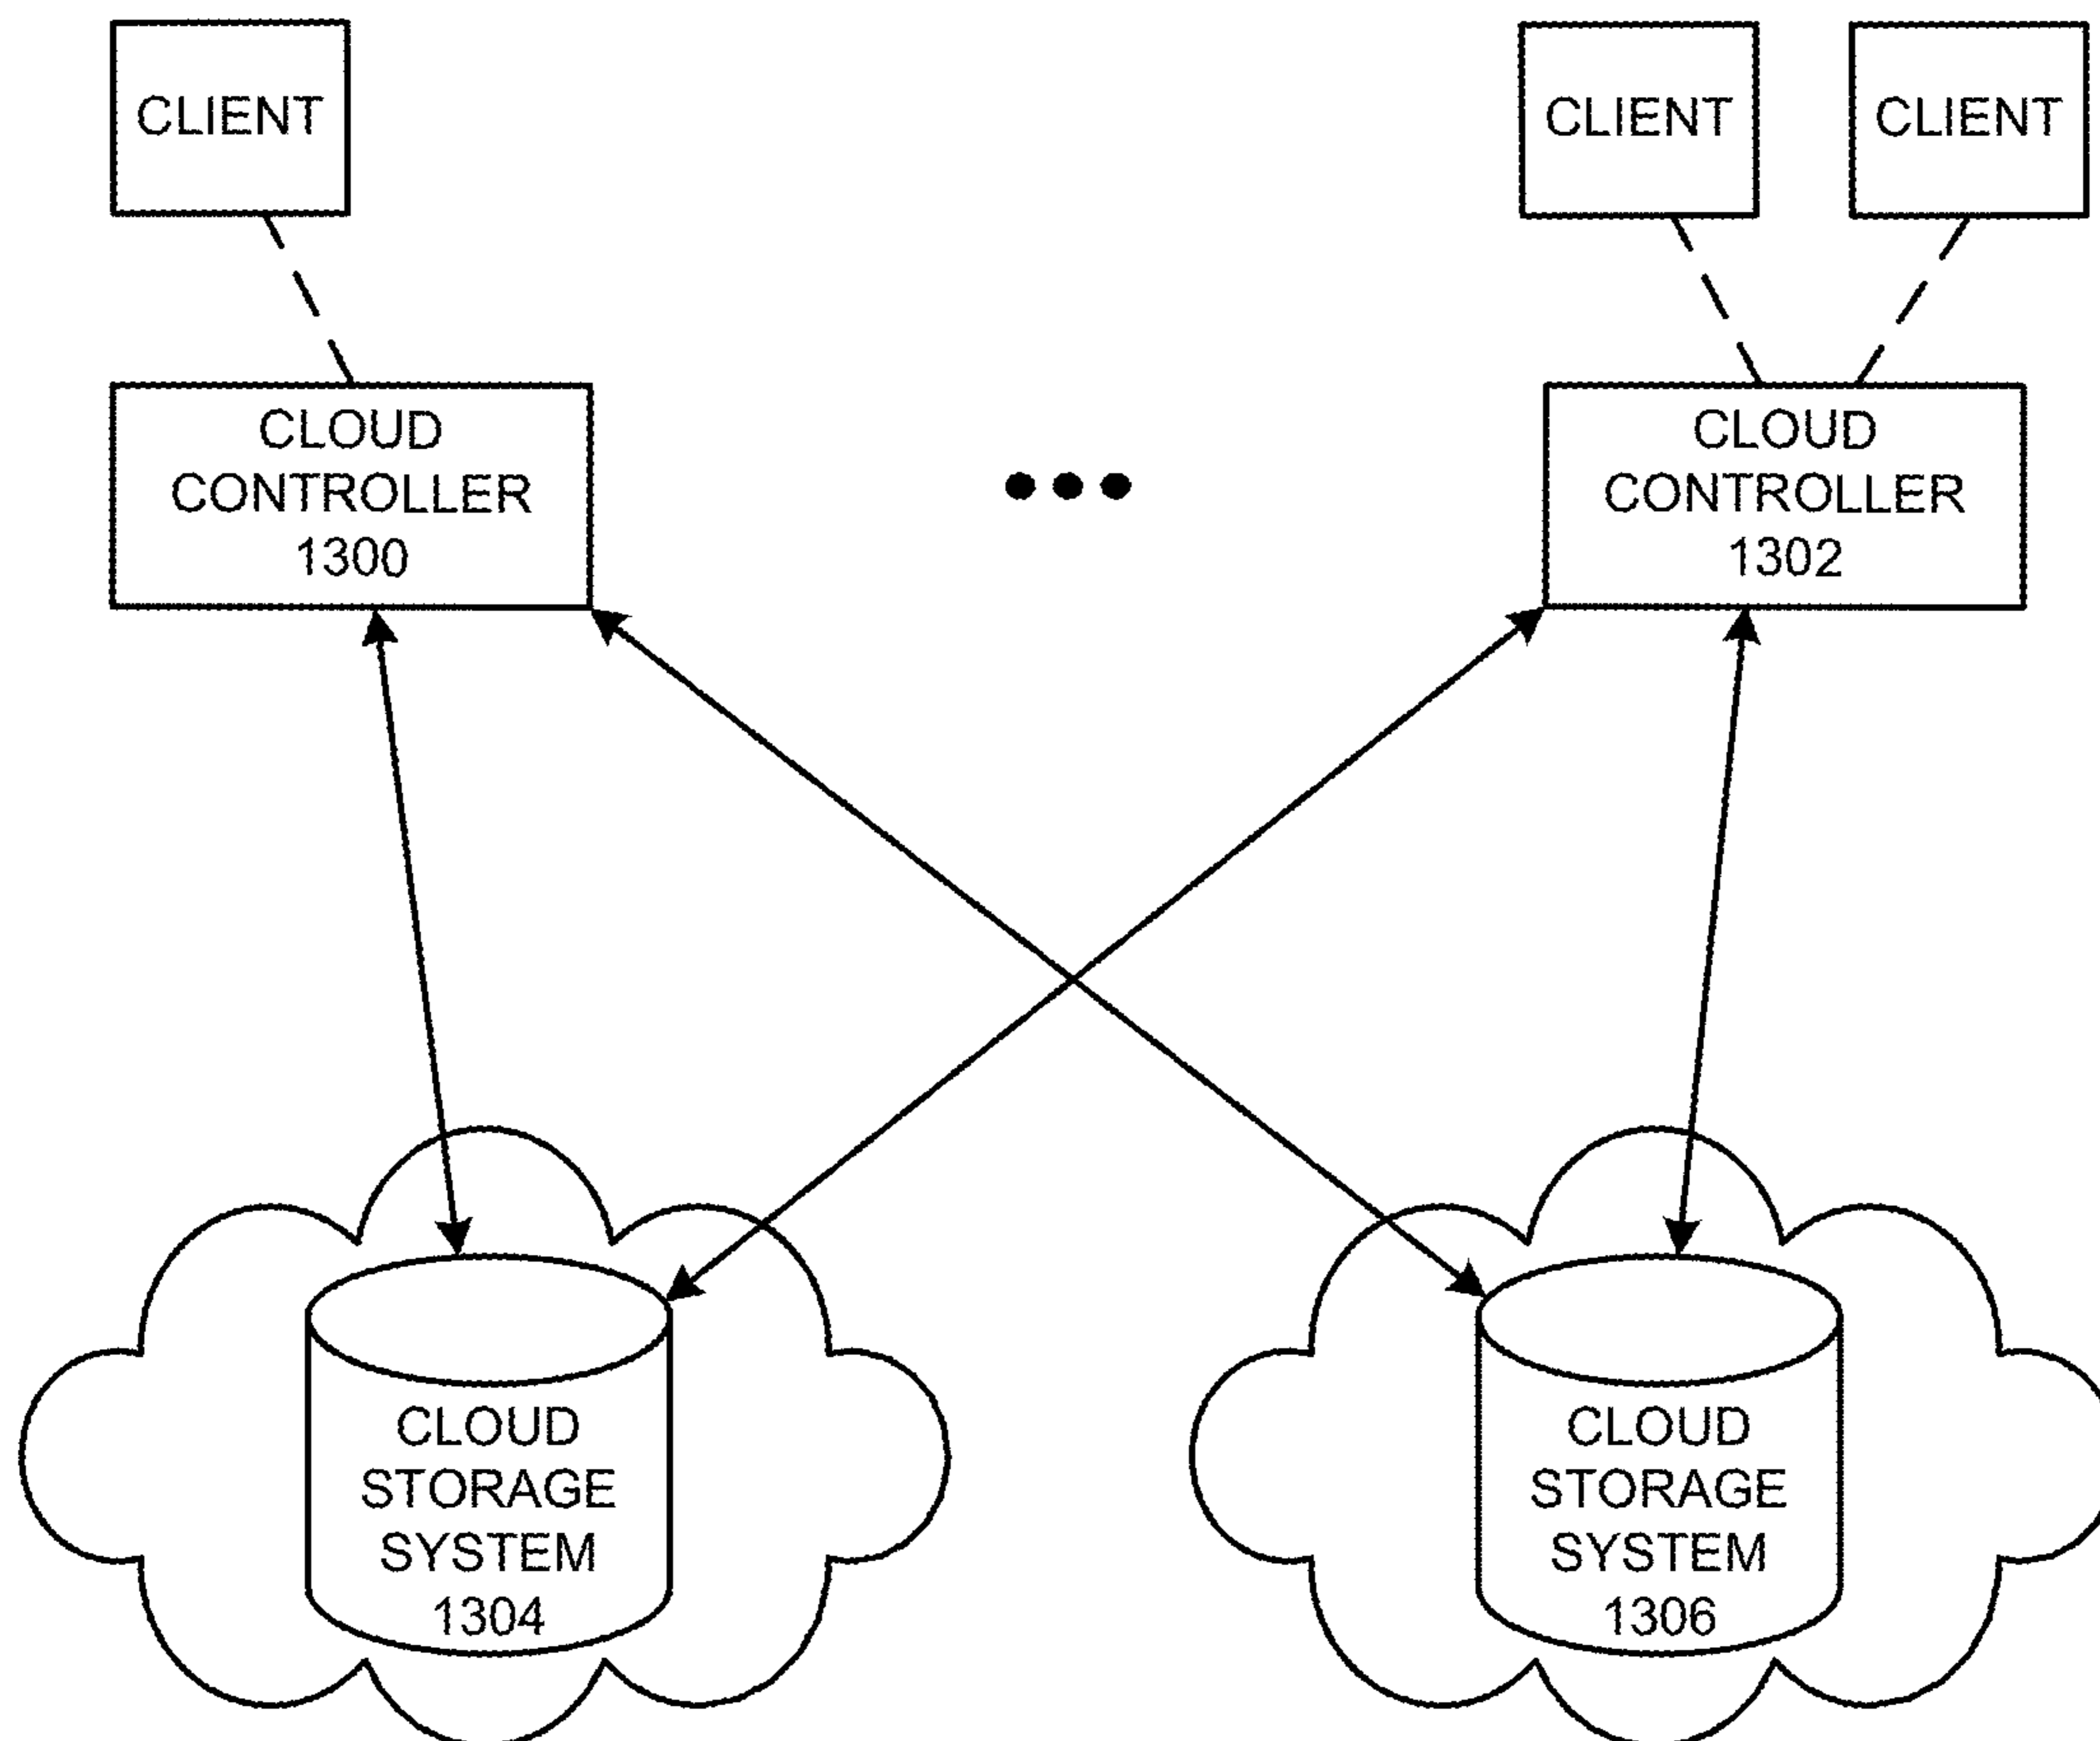 CLIENT
CLIENT
CLIENT
CLOUD
CONTROLLER
1300
CLOUD
CONTROLLER
1302
CLOUD
STORAGE
SYSTEM
1304
CLOUD
STORAGE
SYSTEM
1306